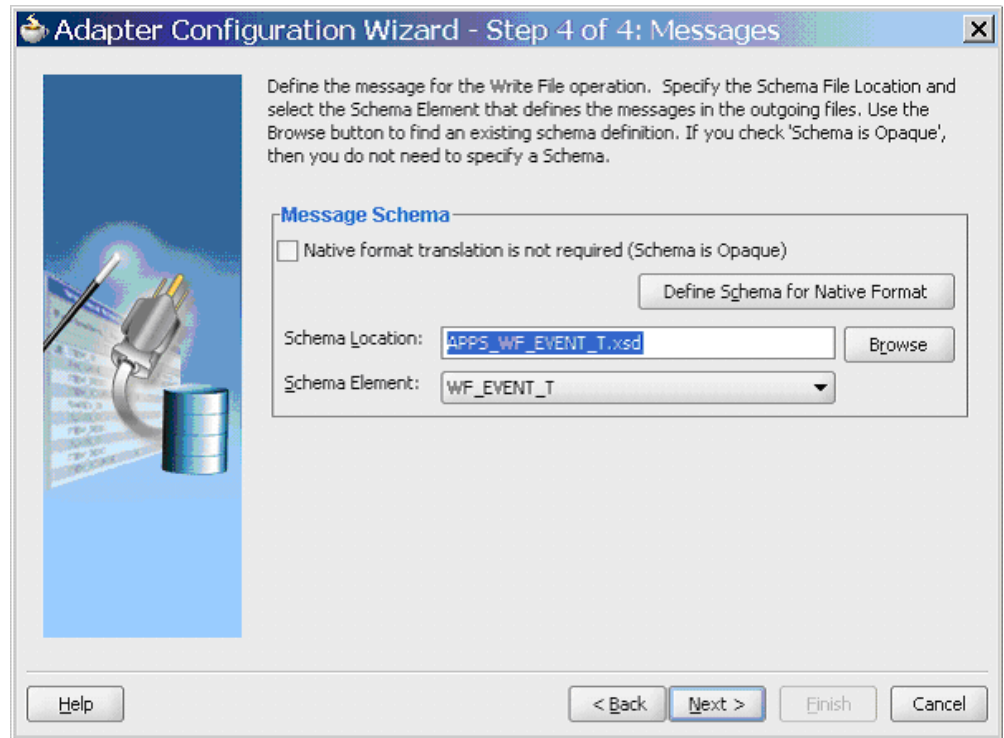 Adapter Configuration Wizard - Step 4 of 4: Messages
Define the message for the Write File operation. Specify the Schema File Location and
select the Schema Element that defines the messages in the outgoing files. Use the
Browse button to find an existing schema definition. If you check 'Schema is Opaque',
then you do not need to specify a Schema.
Message Schema
Native format translation is not required (Schema is Opaque)
Define Schema for Native Format
Schema Location: APPS_WF_EVENT_T.xsd Browse
Schema Element: WF_EVENT_T
Help < Back Next > Finish Cancel